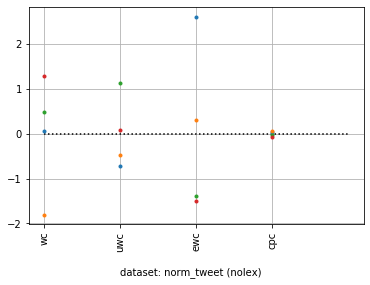 2
1
0
−1
−2
wc
uwc
ewc
cpc
dataset: norm_tweet (nolex)